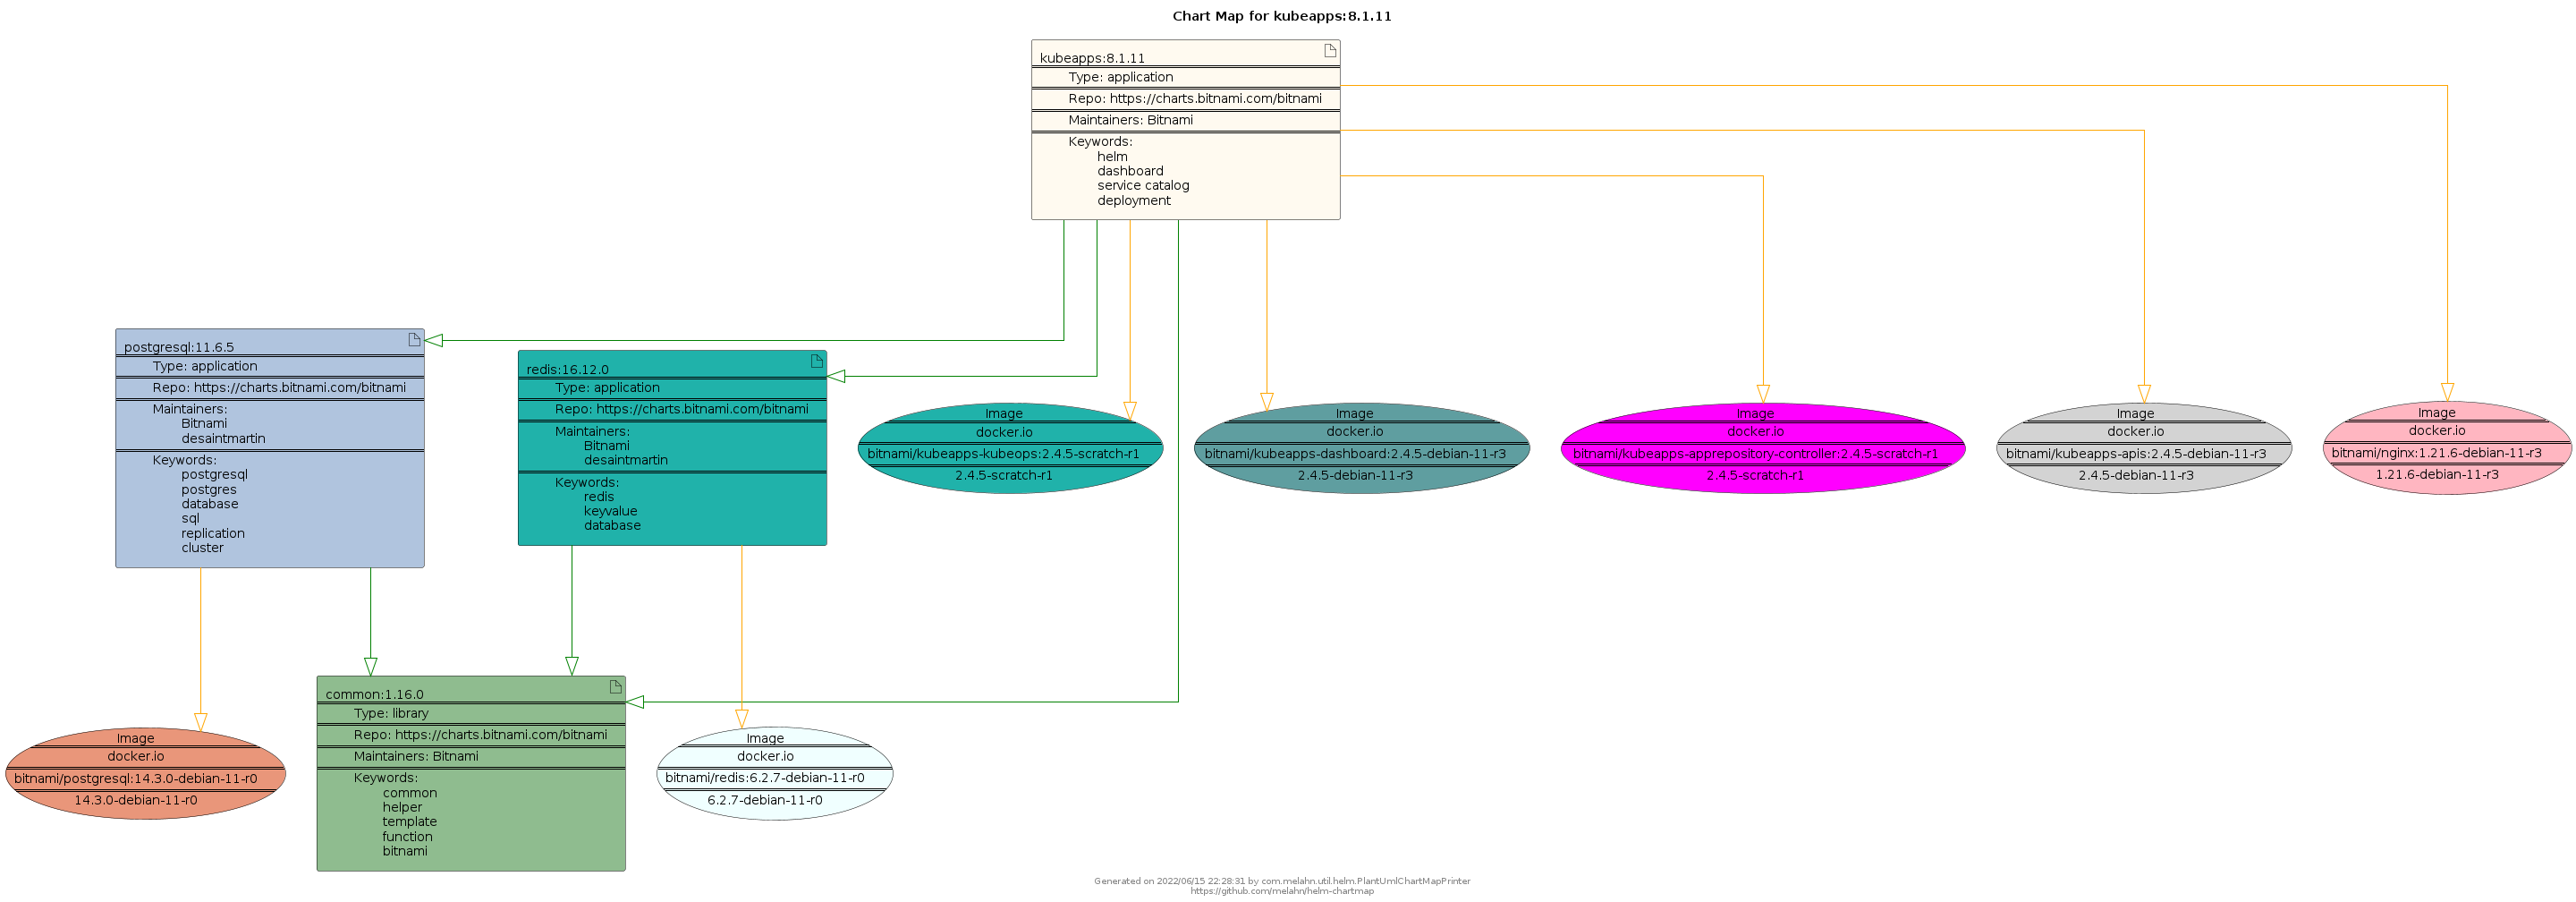 Chart Map for kubeapps:8.1.11
kubeapps:8.1.11
Type: application
Repo: https://charts.bitnami.com/bitnami
Maintainers: Bitnami
Keywords:
helm
dashboard
service catalog
deployment
postgresql:11.6.5
Type: application
Repo: https://charts.bitnami.com/bitnami
Maintainers:
Bitnami
desaintmartin
Keywords:
postgresql
postgres
database
sql
replication
cluster
redis:16.12.0
Type: application
Repo: https://charts.bitnami.com/bitnami
Maintainers:
Bitnami
desaintmartin
Keywords:
redis
keyvalue
database
Image
docker.io
bitnami/kubeapps-kubeops:2.4.5-scratch-r1
2.4.5-scratch-r1
Image
docker.io
bitnami/kubeapps-dashboard:2.4.5-debian-11-r3
2.4.5-debian-11-r3
Image
docker.io
bitnami/kubeapps-apprepository-controller:2.4.5-scratch-r1
2.4.5-scratch-r1
Image
docker.io
bitnami/kubeapps-apis:2.4.5-debian-11-r3
2.4.5-debian-11-r3
Image
docker.io
bitnami/nginx:1.21.6-debian-11-r3
1.21.6-debian-11-r3
Image
docker.io
bitnami/postgresql:14.3.0-debian-11-r0
14.3.0-debian-11-r0
common:1.16.0
Type: library
Repo: https://charts.bitnami.com/bitnami
Maintainers: Bitnami
Keywords:
common
helper
template
function
bitnami
Image
docker.io
bitnami/redis:6.2.7-debian-11-r0
6.2.7-debian-11-r0
Generated on 2022/06/15 22:28:31 by com.melahn.util.helm.PlantUmlChartMapPrinter
https://github.com/melahn/helm-chartmap